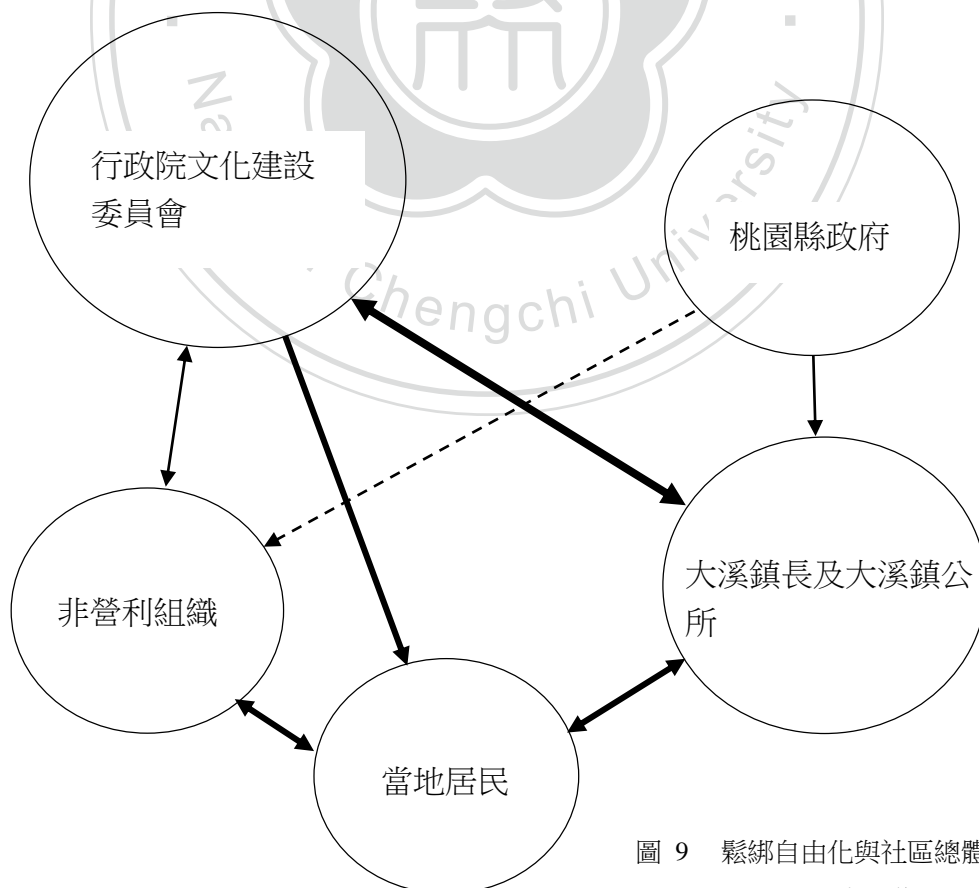 行政院文化建設
委員會
桃園縣政府
Chengchi University
非營利組織
大溪鎮長及大溪鎮公
所
當地居民
圖 9 鬆綁自由化與社區總體